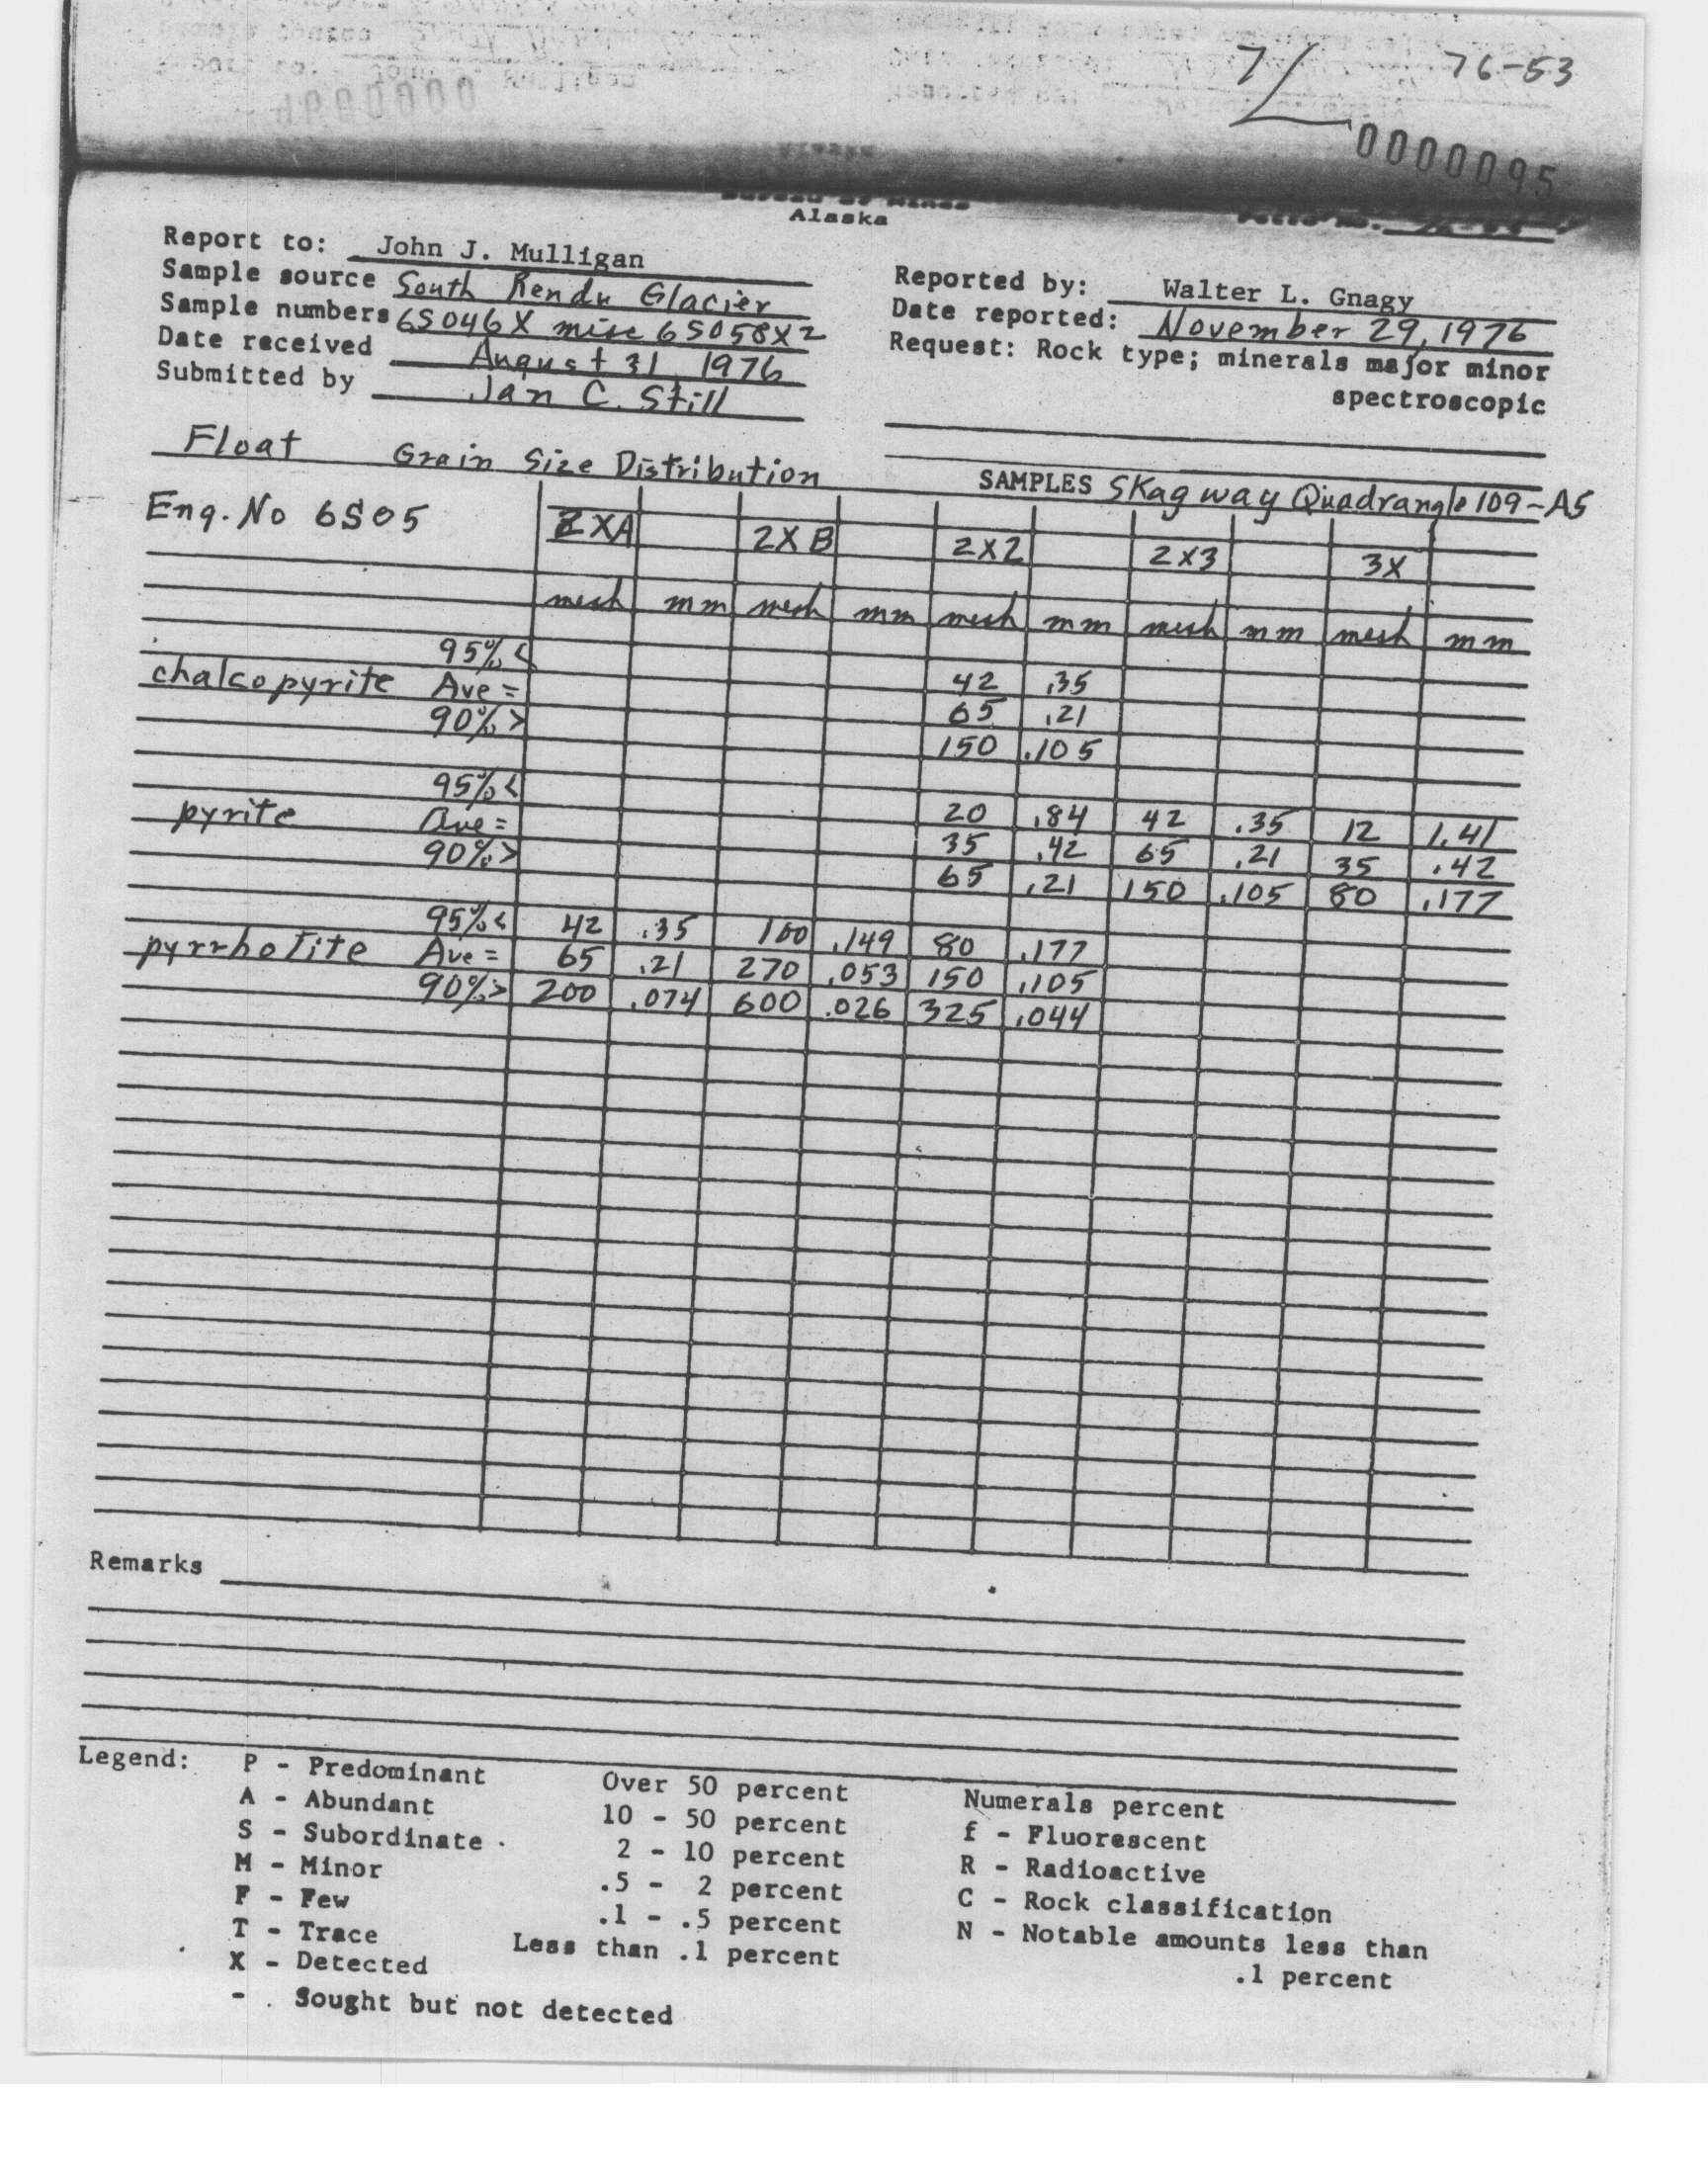 7/ 76-53
0000095
Bureau of Mines
Alaska
Report to: John J. Mulligan
Sample source South Rendu Glacier
Sample numbers 6S046X misc 6S058X2
Date received August 31 1976
Submitted by Jan C. Still
Reported by: Walter L. Gnagy
Date reported: November 29, 1976
Request: Rock type; minerals major minor
spectroscopic
Float Grain Size Distribution
SAMPLES Skagway Quadrangle 109-A5
Eng. No 6S05 2XA 2XB 2X2 2X3 3X
mesh mm mesh mm mesh mm mesh mm mesh mm
95% < 42 .35
chalcopyrite Ave = 65 .21
90% > 150 .105
95% < 20 .84 42 .35 12 1.41
pyrite Ave = 35 .42 65 .21 35 .42
90% > 65 .21 150 .105 80 .177
95% < 42 .35 100 .149 80 .177
pyrrhotite Ave = 65 .21 270 .053 150 .105
90% > 200 .074 600 .026 325 .044
Remarks
Legend: P - Predominant Over 50 percent
A - Abundant 10 - 50 percent
S - Subordinate 2 - 10 percent
M - Minor .5 - 2 percent
F - Few .1 - .5 percent
T - Trace Less than .1 percent
X - Detected
- . Sought but not detected
Numerals percent
f - Fluorescent
R - Radioactive
C - Rock classification
N - Notable amounts less than
.1 percent